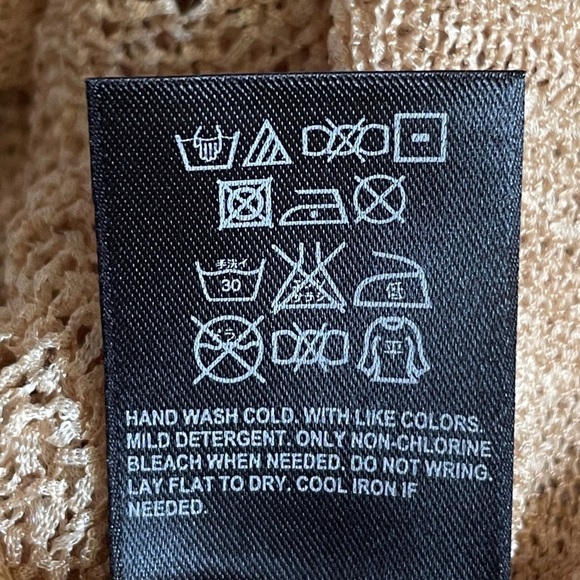 手洗イ
30
低
平
HAND WASH COLD. WITH LIKE COLORS.
MILD DETERGENT. ONLY NON-CHLORINE
BLEACH WHEN NEEDED. DO NOT WRING.
LAY FLAT TO DRY. COOL IRON IF
NEEDED.